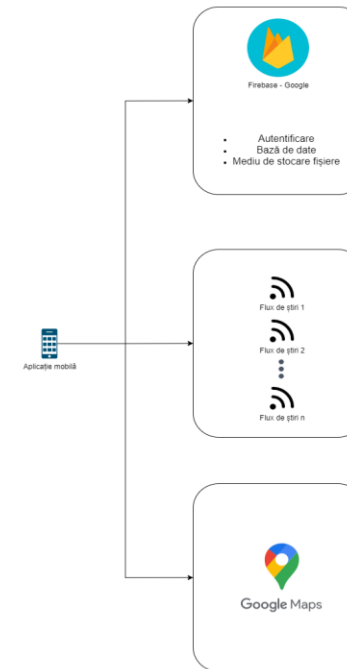 Firebase - Google
• Autentificare
• Bază de date
• Mediu de stocare fișiere
Flux de știri 1
Flux de știri 2
Aplicație mobilă
Flux de știri n
Google Maps